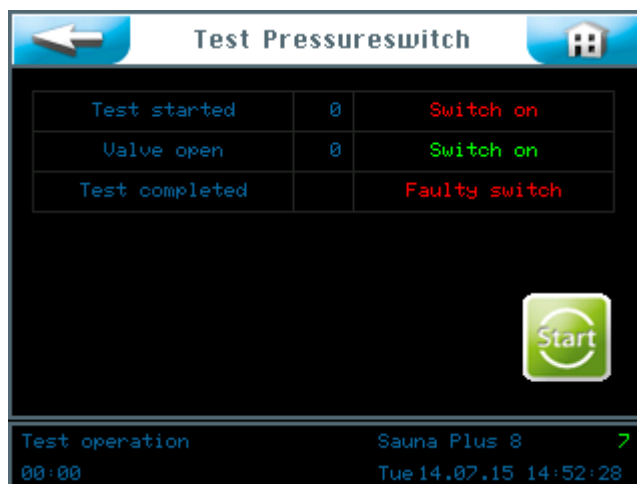 Test Pressureswitch
Test started 0 Switch on
Valve open 0 Switch on
Test completed Faulty switch
Start
Test operation Sauna Plus 8 7
00:00 Tue 14.07.15 14:52:28